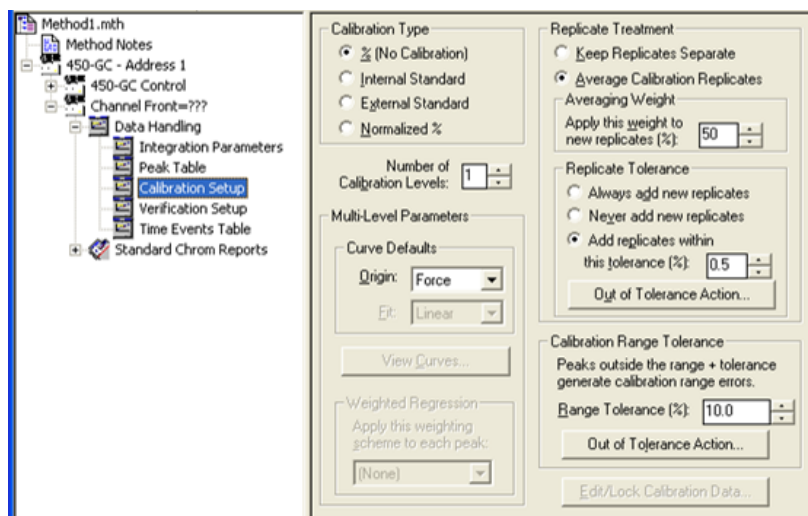 Method1.mth
Method Notes
450-GC - Address 1
450-GC Control
Channel Front=???
Data Handling
Integration Parameters
Peak Table
Calibration Setup
Verification Setup
Time Events Table
Standard Chrom Reports
Calibration Type
% (No Calibration)
Internal Standard
External Standard
Normalized %
Number of
Calibration Levels: 1
Multi-Level Parameters
Curve Defaults
Origin: Force
Fit: Linear
View Curves...
Weighted Regression
Apply this weighting
scheme to each peak:
(None)
Replicate Treatment
Keep Replicates Separate
Average Calibration Replicates
Averaging Weight
Apply this weight to
new replicates (%): 50
Replicate Tolerance
Always add new replicates
Never add new replicates
Add replicates within
this tolerance (%): 0.5
Out of Tolerance Action...
Calibration Range Tolerance
Peaks outside the range + tolerance
generate calibration range errors.
Range Tolerance (%): 10.0
Out of Tolerance Action...
Edit/Lock Calibration Data...